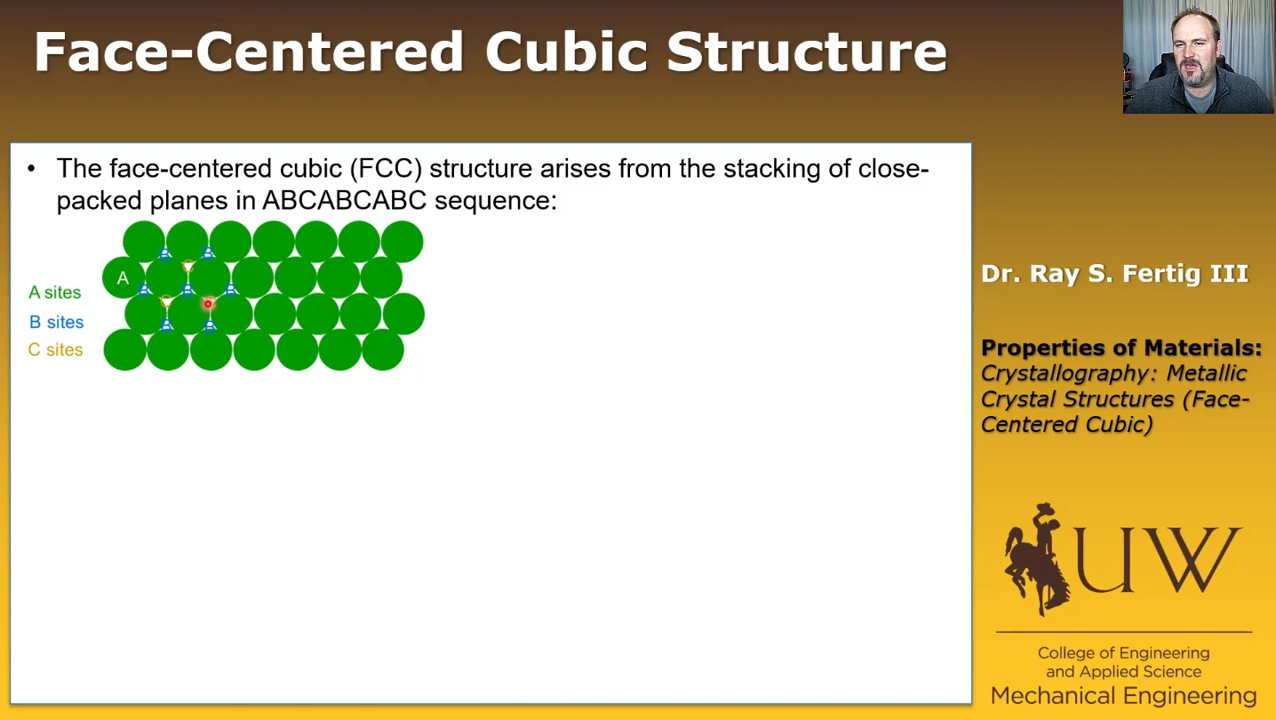 Face-Centered Cubic Structure
• The face-centered cubic (FCC) structure arises from the stacking of close-
packed planes in ABCABCABC sequence:
B B
C
A
B B B
C
B B
A sites
B sites
C sites
Dr. Ray S. Fertig III
Properties of Materials:
Crystallography: Metallic
Crystal Structures (Face-
Centered Cubic)
UW
College of Engineering
and Applied Science
Mechanical Engineering